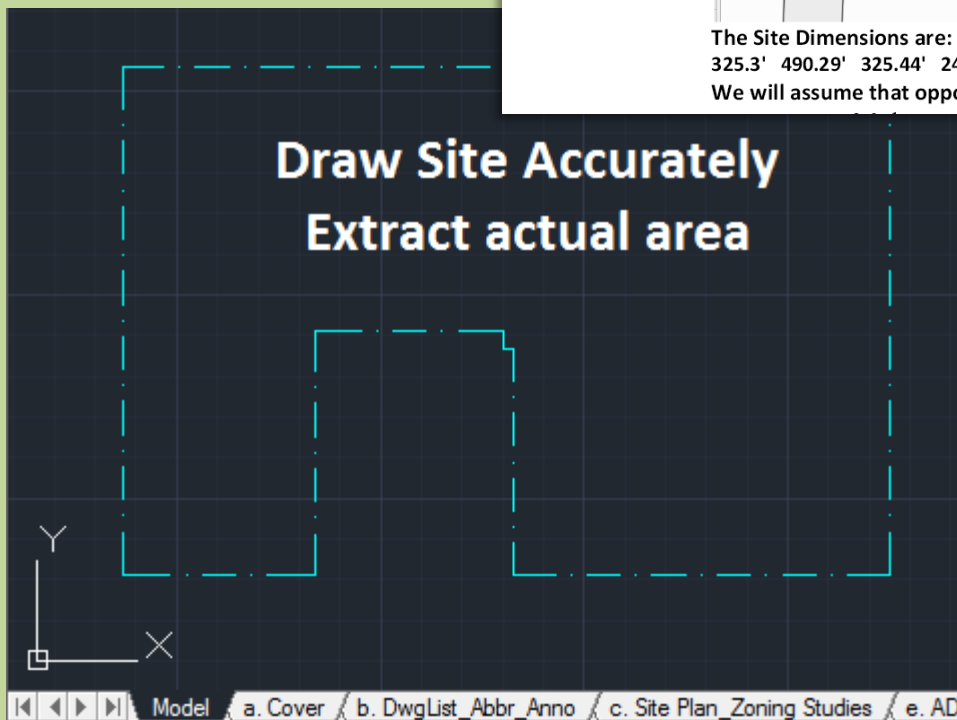 The Site Dimensions are:
325.3' 490.29' 325.44'
We will assume that
Draw Site Accurately
Extract actual area
Y
X
Model a. Cover b. DwgList_Abbr_Anno c. Site Plan_Zoning Studies